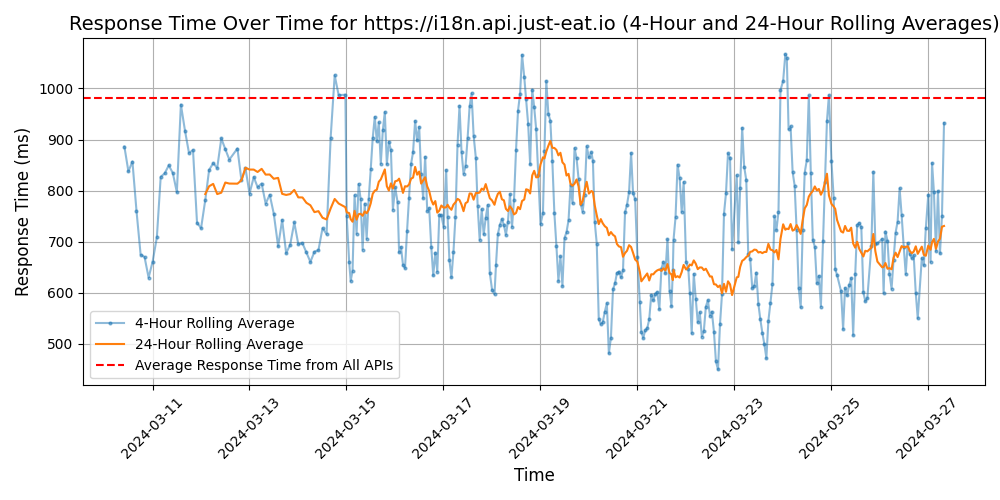 Response Time Over Time for https://i18n.api.just-eat.io (4-Hour and 24-Hour Rolling Averages)
Response Time (ms)
1000
900
800
700
600
500
4-Hour Rolling Average
24-Hour Rolling Average
Average Response Time from All APIs
2024-03-11
2024-03-13
2024-03-15
2024-03-17
2024-03-19
2024-03-21
2024-03-23
2024-03-25
2024-03-27
Time